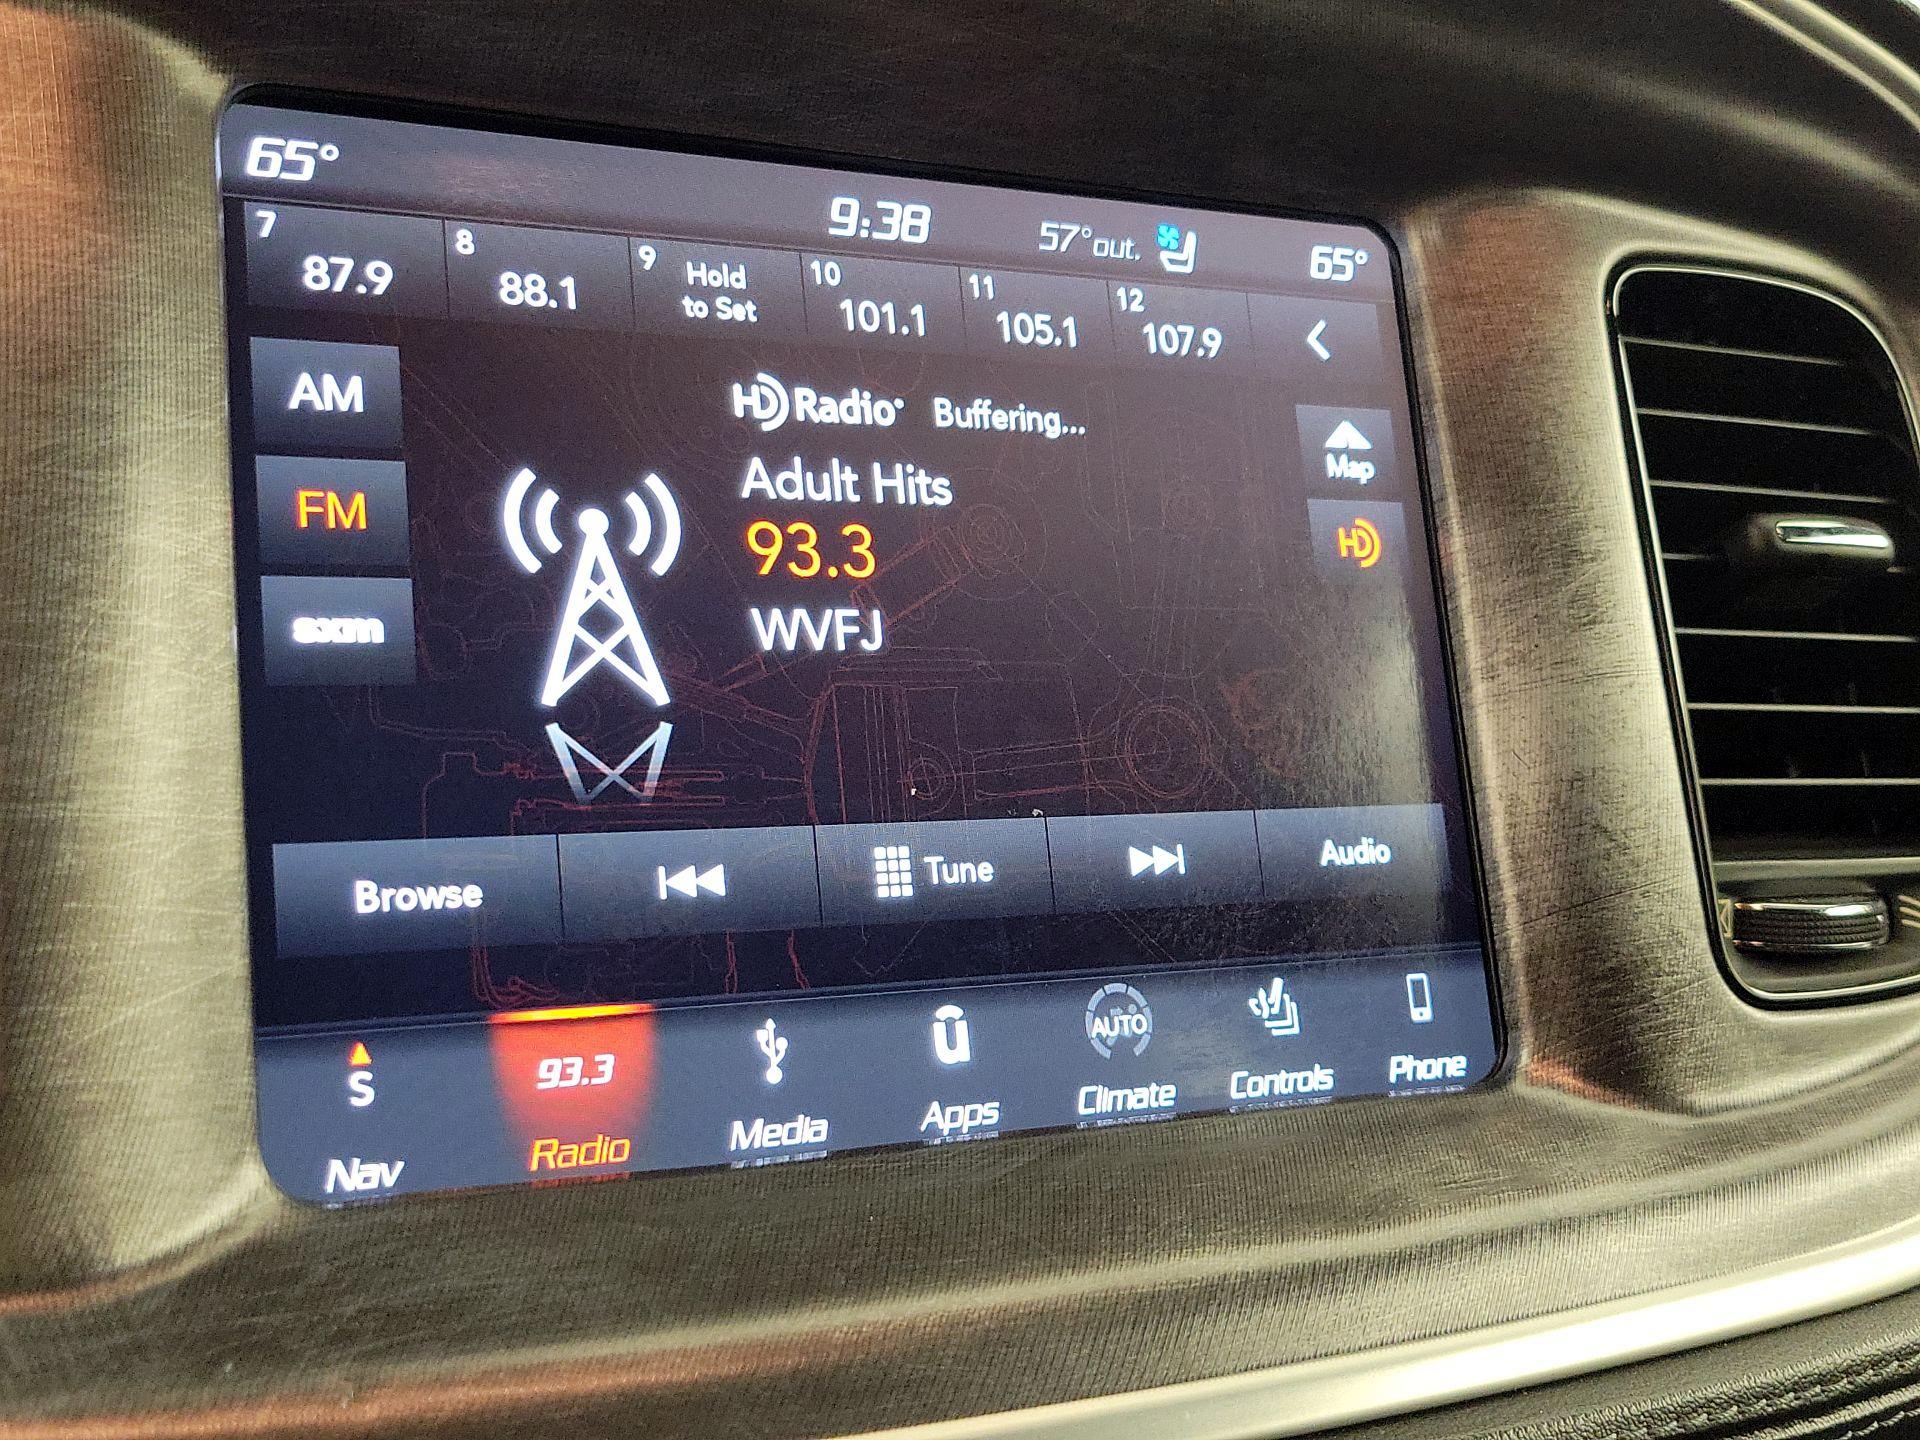 65°
9:38
57° out.
65°
7 87.9
8 88.1
9 Hold
to Set
10 101.1
11 105.1
12 107.9
AM
FM
sxm
HD Radio
Buffering...
Adult Hits
93.3
WVFJ
Map
HD
Browse
Tune
Audio
S
Nav
93.3
Radio
Media
u
Apps
AUTO
Climate
Controls
Phone